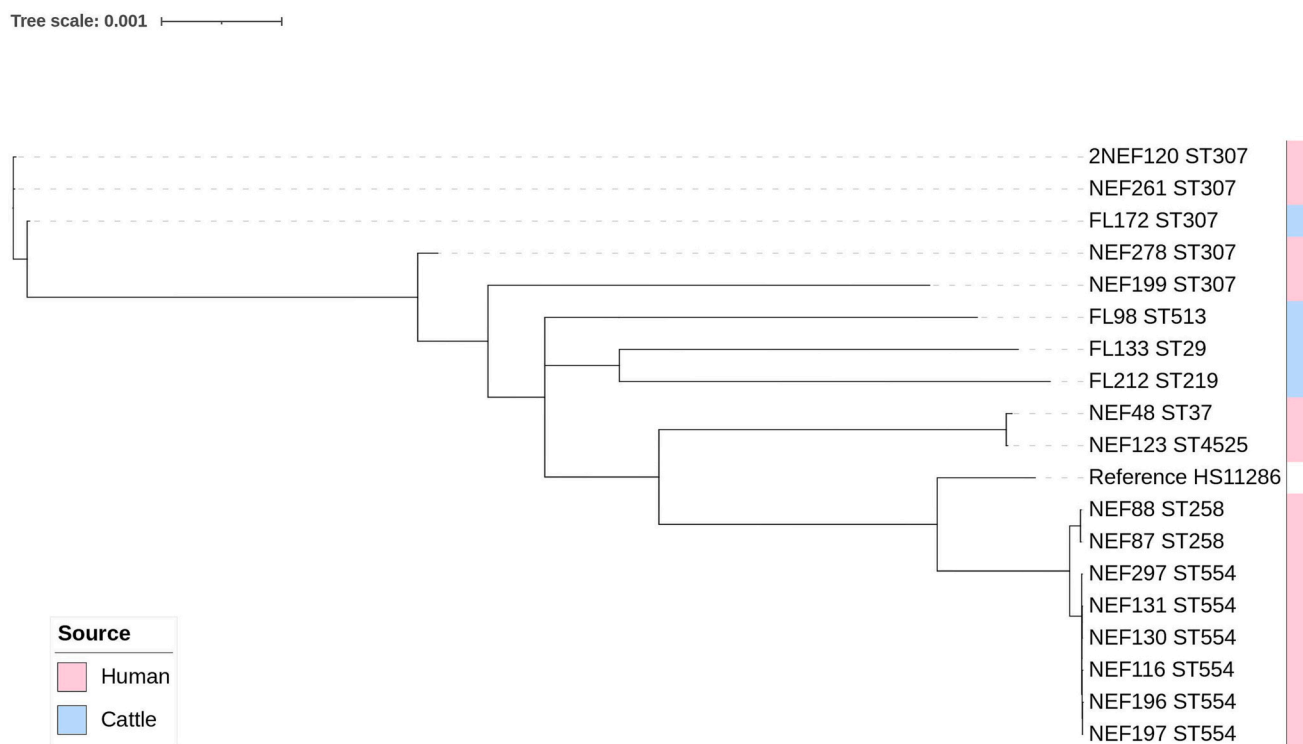 Tree scale: 0.001
2NEF120 ST307
NEF261 ST307
FL172 ST307
NEF278 ST307
NEF199 ST307
FL98 ST513
FL133 ST29
FL212 ST219
NEF48 ST37
NEF123 ST4525
Reference HS11286
NEF88 ST258
NEF87 ST258
NEF297 ST554
NEF131 ST554
NEF130 ST554
NEF116 ST554
NEF196 ST554
NEF197 ST554
Source
Human
Cattle